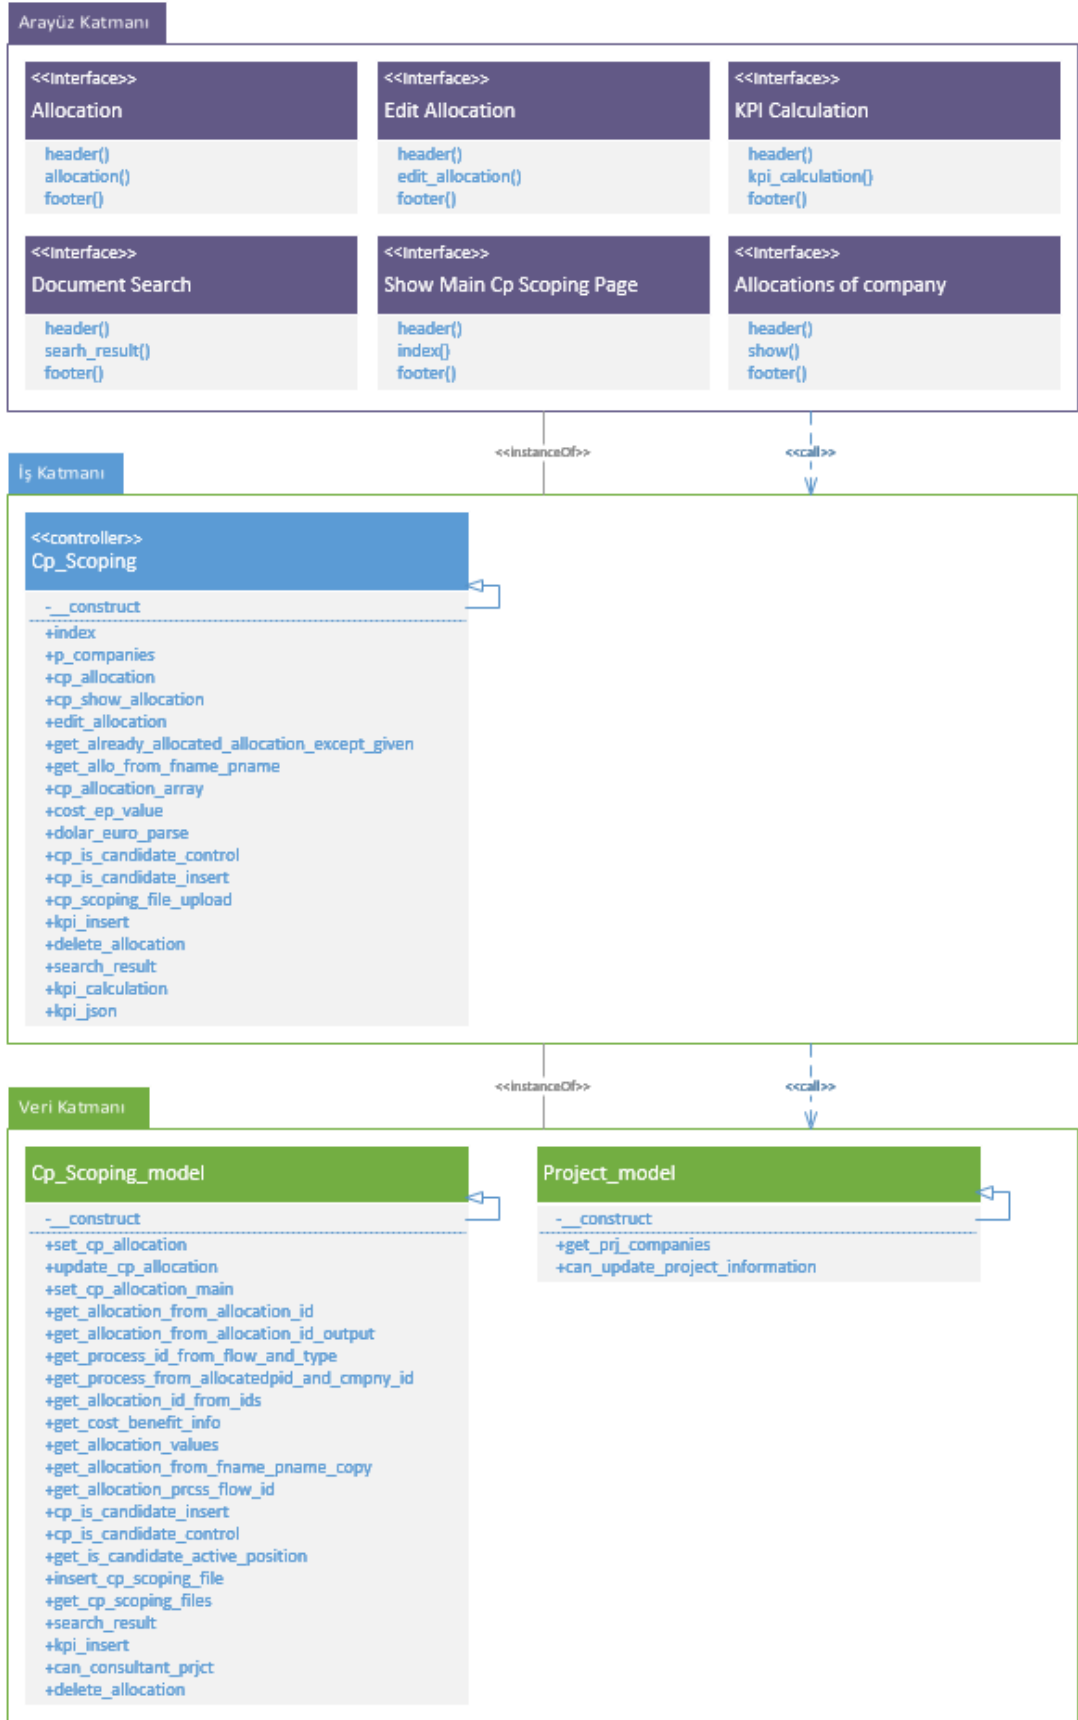 Arayüz Katmanı
<<Interface>>
Allocation
header()
allocation()
footer()
<<Interface>>
Edit Allocation
header()
edit_allocation()
footer()
<<Interface>>
KPI Calculation
header()
kpi_calculation()
footer()
<<Interface>>
Document Search
header()
searh_result()
footer()
<<Interface>>
Show Main Cp Scoping Page
header()
index()
footer()
<<Interface>>
Allocations of company
header()
show()
footer()
<<instanceOf>>
<<call>>
İş Katmanı
<<controller>>
Cp_Scoping
-__construct
+index
+p_companies
+cp_allocation
+cp_show_allocation
+edit_allocation
+get_already_allocated_allocation_except_given
+get_allo_from_fname_pname
+cp_allocation_array
+cost_ep_value
+dolar_euro_parse
+cp_is_candidate_control
+cp_is_candidate_insert
+cp_scoping_file_upload
+kpi_insert
+delete_allocation
+search_result
+kpi_calculation
+kpi_json
<<instanceOf>>
<<call>>
Veri Katmanı
Cp_Scoping_model
-__construct
+set_cp_allocation
+update_cp_allocation
+set_cp_allocation_main
+get_allocation_from_allocation_id
+get_allocation_from_allocation_id_output
+get_process_id_from_flow_and_type
+get_process_from_allocatedpid_and_cmpny_id
+get_allocation_id_from_ids
+get_cost_benefit_info
+get_allocation_values
+get_allocation_from_fname_pname_copy
+get_allocation_prcss_flow_id
+cp_is_candidate_insert
+cp_is_candidate_control
+get_is_candidate_active_position
+insert_cp_scoping_file
+get_cp_scoping_files
+search_result
+kpi_insert
+can_consultant_prjct
+delete_allocation
Project_model
-__construct
+get_prj_companies
+can_update_project_information